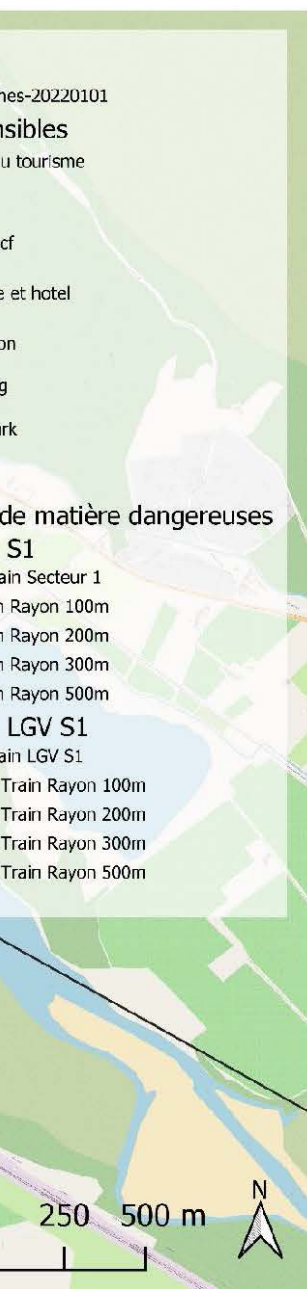 nes-20220101
nsibles
u tourisme
cf
e et hotel
on
g
rk
de matière dangereuses
S1
ain Secteur 1
n Rayon 100m
n Rayon 200m
n Rayon 300m
n Rayon 500m
LGV S1
ain LGV S1
Train Rayon 100m
Train Rayon 200m
Train Rayon 300m
Train Rayon 500m
N
250 500 m